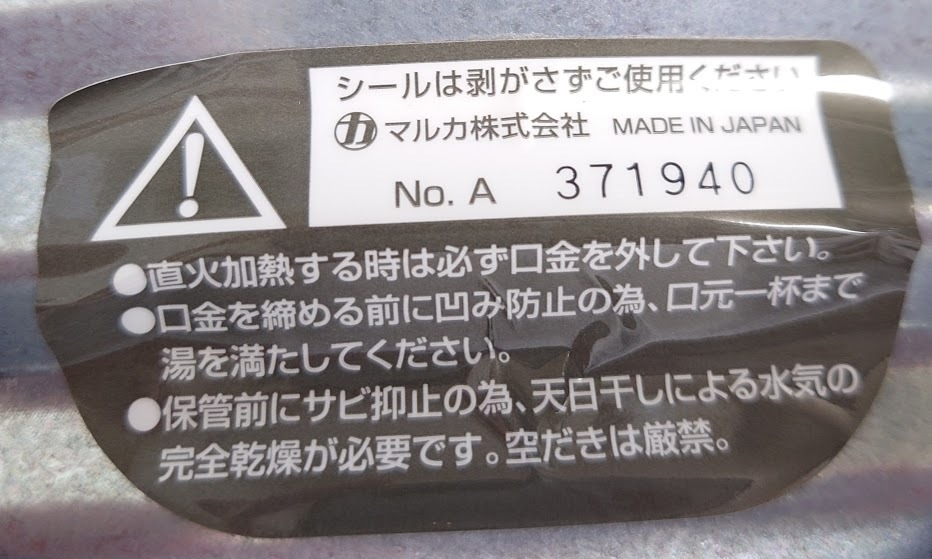 シールは剥がさずご使用ください
カ マルカ株式会社 MADE IN JAPAN
No. A 371940
●直火加熱する時は必ず口金を外して下さい。
●口金を締める前に凹み防止の為、口元一杯まで
湯を満たしてください。
●保管前にサビ抑止の為、天日干しによる水気の
完全乾燥が必要です。空だきは厳禁。